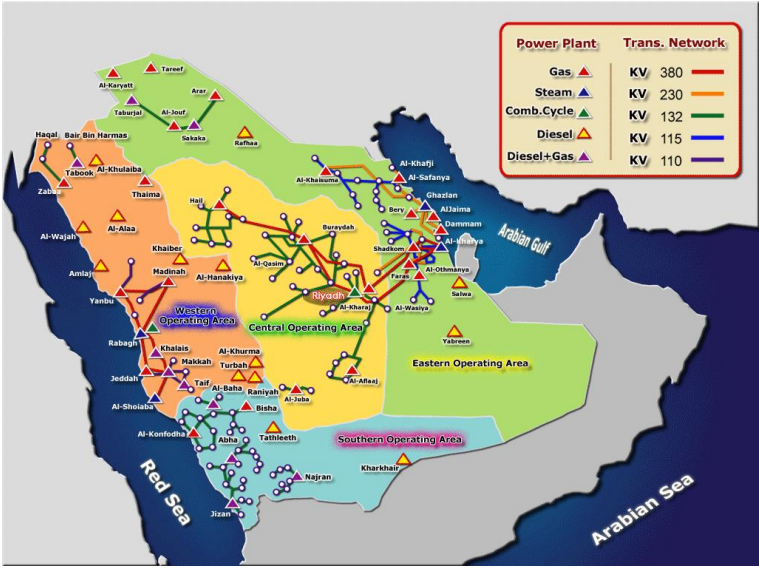 Power Plant
Trans. Network
Gas
KV 380
Steam
KV 230
Comb.Cycle
KV 132
Diesel
KV 115
Diesel+Gas
KV 110
Tareef
Al-Karyatt
Arar
Taburjal
Al-Jouf
Sakaka
Rafhaa
Haqal
Bair Bin Harmas
Tabook
Al-Khulaiba
Zabaa
Thaima
Al-Khafji
Al-Safanya
Al-Khaisuma
Ghazlan
AlJaima
Bery
Dammam
Al-Kharya
Arabian Gulf
Hail
Buraydah
Shadkom
Al-Alaa
Al-Wajah
Khaiber
Al-Qasim
Al-Othmanya
Faras
Amlaj
Madinah
Al-Hanakiya
Salwa
Yanbu
Riyadh
Al-Kharaj
Al-Wasiya
Western
Operating Area
Central Operating Area
Rabagh
Yabreen
Khalais
Al-Khurma
Makkah
Turbah
Eastern Operating Area
Jeddah
Taif
Al-Baha
Raniyah
Al-Aflaaj
Al-Juba
Al-Shoiaba
Bisha
Al-Konfodha
Abha
Tathleeth
Southern Operating Area
Kharkhair
Najran
Red Sea
Jizan
Arabian Sea